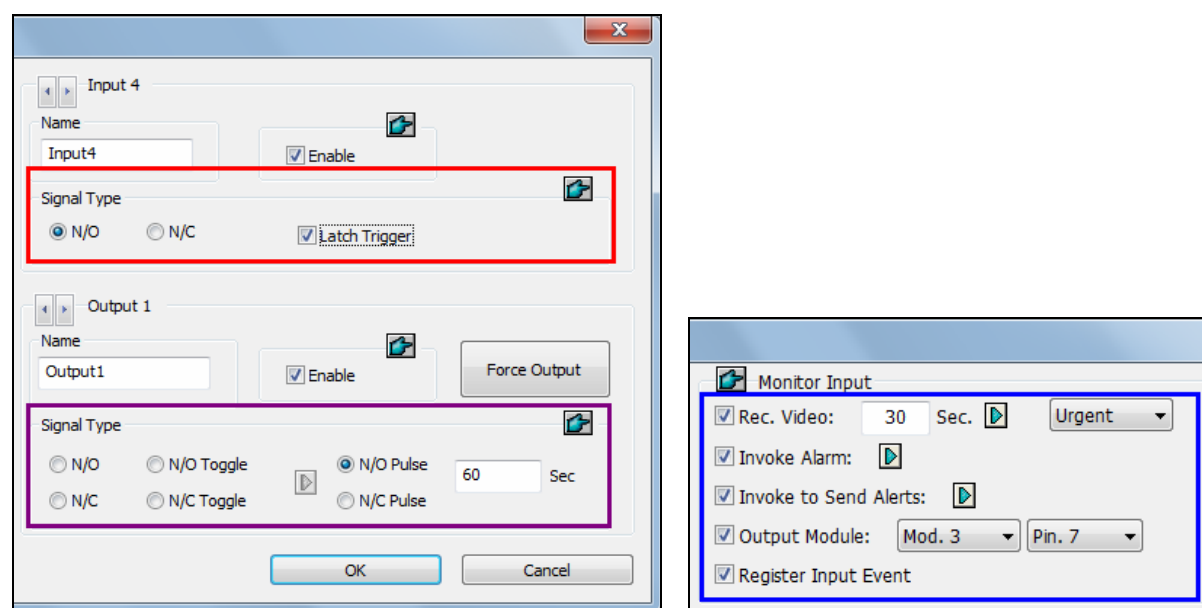 Input 4
Name
Input4
Enable
Signal Type
N/O N/C Latch Trigger
Output 1
Name
Output1
Enable
Force Output
Signal Type
N/O N/O Toggle N/O Pulse 60 Sec
N/C N/C Toggle N/C Pulse
OK Cancel
Monitor Input
Rec. Video: 30 Sec. Urgent
Invoke Alarm:
Invoke to Send Alerts:
Output Module: Mod. 3 Pin. 7
Register Input Event